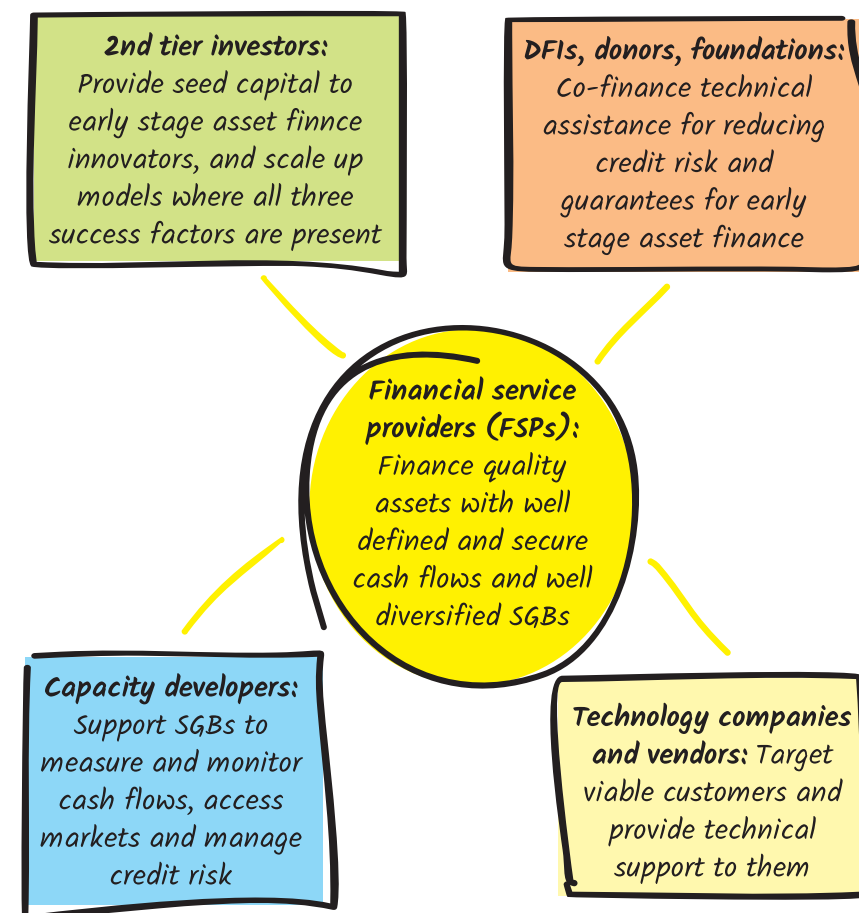 2nd tier investors:
Provide seed capital to
early stage asset finnce
innovators, and scale up
models where all three
success factors are present
DFIs, donors, foundations:
Co-finance technical
assistance for reducing
credit risk and
guarantees for early
stage asset finance
Financial service
providers (FSPs):
Finance quality
assets with well
defined and secure
cash flows and well
diversified SGBs
Capacity developers:
Support SGBs to
measure and monitor
cash flows, access
markets and manage
credit risk
Technology companies
and vendors: Target
viable customers and
provide technical
support to them